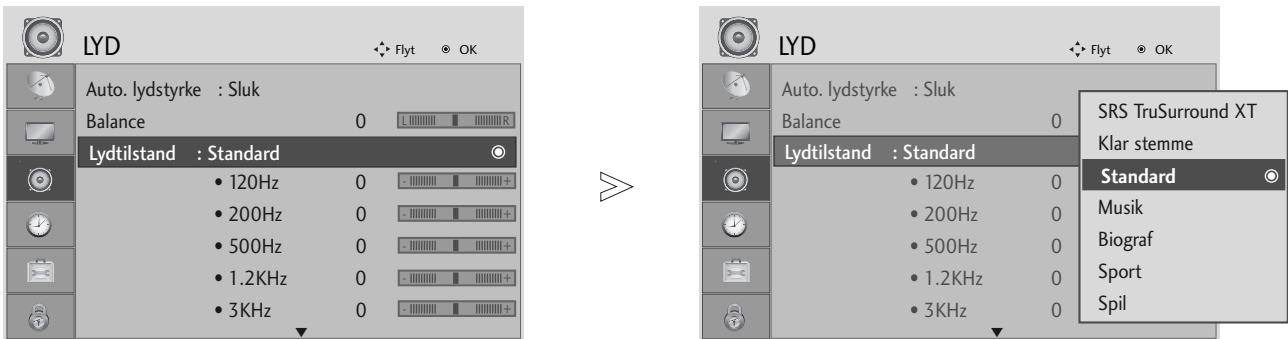 LYD
Flyt OK
Auto. lydstyrke : Sluk
Balance 0 L R
Lydtilstand : Standard
• 120Hz 0 - +
• 200Hz 0 - +
• 500Hz 0 - +
• 1.2KHz 0 - +
• 3KHz 0 - +
LYD
Flyt OK
Auto. lydstyrke : Sluk
Balance 0
Lydtilstand : Standard
• 120Hz 0
• 200Hz 0
• 500Hz 0
• 1.2KHz 0
• 3KHz 0
SRS TruSurround XT
Klar stemme
Standard
Musik
Biograf
Sport
Spil